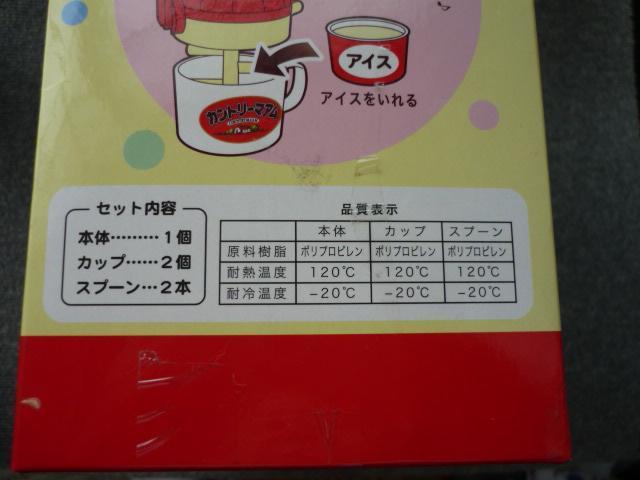 アイス
アイスをいれる
カントリーマアム
セット内容
本体………1個
カップ……2個
スプーン…2本
品質表示
本体 カップ スプーン
原料樹脂 ポリプロピレン ポリプロピレン ポリプロピレン
耐熱温度 120℃ 120℃ 120℃
耐冷温度 −20℃ −20℃ −20℃